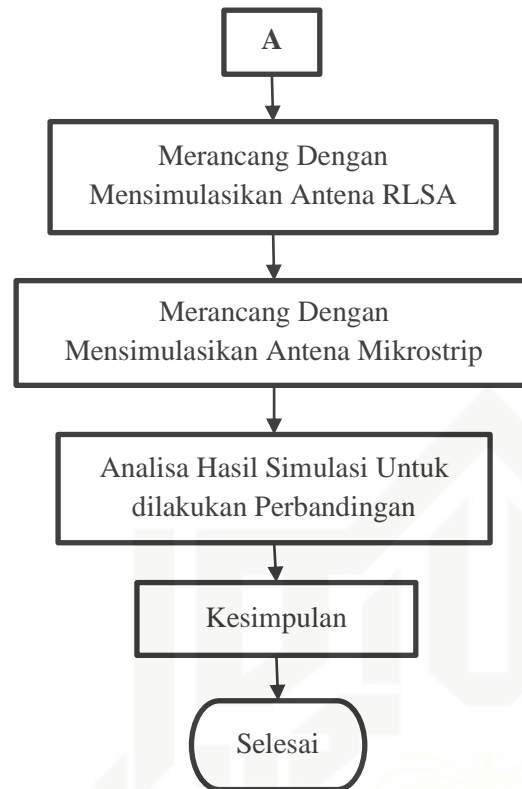 A
Merancang Dengan
Mensimulasikan Antena RLSA
Merancang Dengan
Mensimulasikan Antena Mikrostrip
Analisa Hasil Simulasi Untuk
dilakukan Perbandingan
Kesimpulan
Selesai